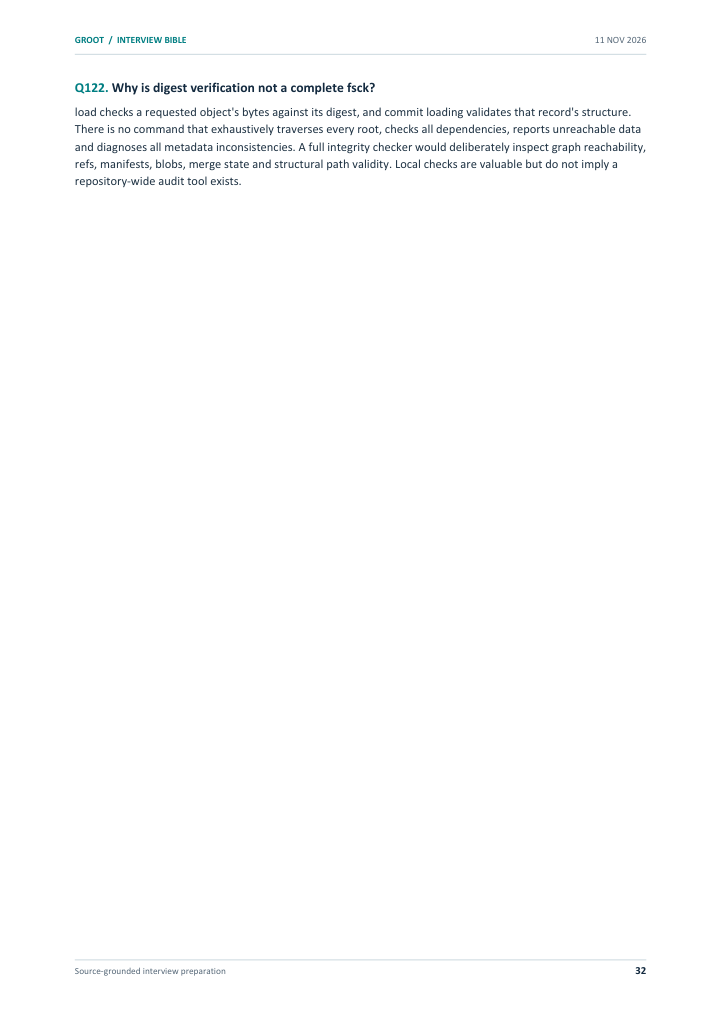 GROOT / INTERVIEW BIBLE
11 NOV 2026
Q122. Why is digest verification not a complete fsck?
load checks a requested object's bytes against its digest, and commit loading validates that record's structure.
There is no command that exhaustively traverses every root, checks all dependencies, reports unreachable data
and diagnoses all metadata inconsistencies. A full integrity checker would deliberately inspect graph reachability,
refs, manifests, blobs, merge state and structural path validity. Local checks are valuable but do not imply a
repository-wide audit tool exists.
Source-grounded interview preparation
32